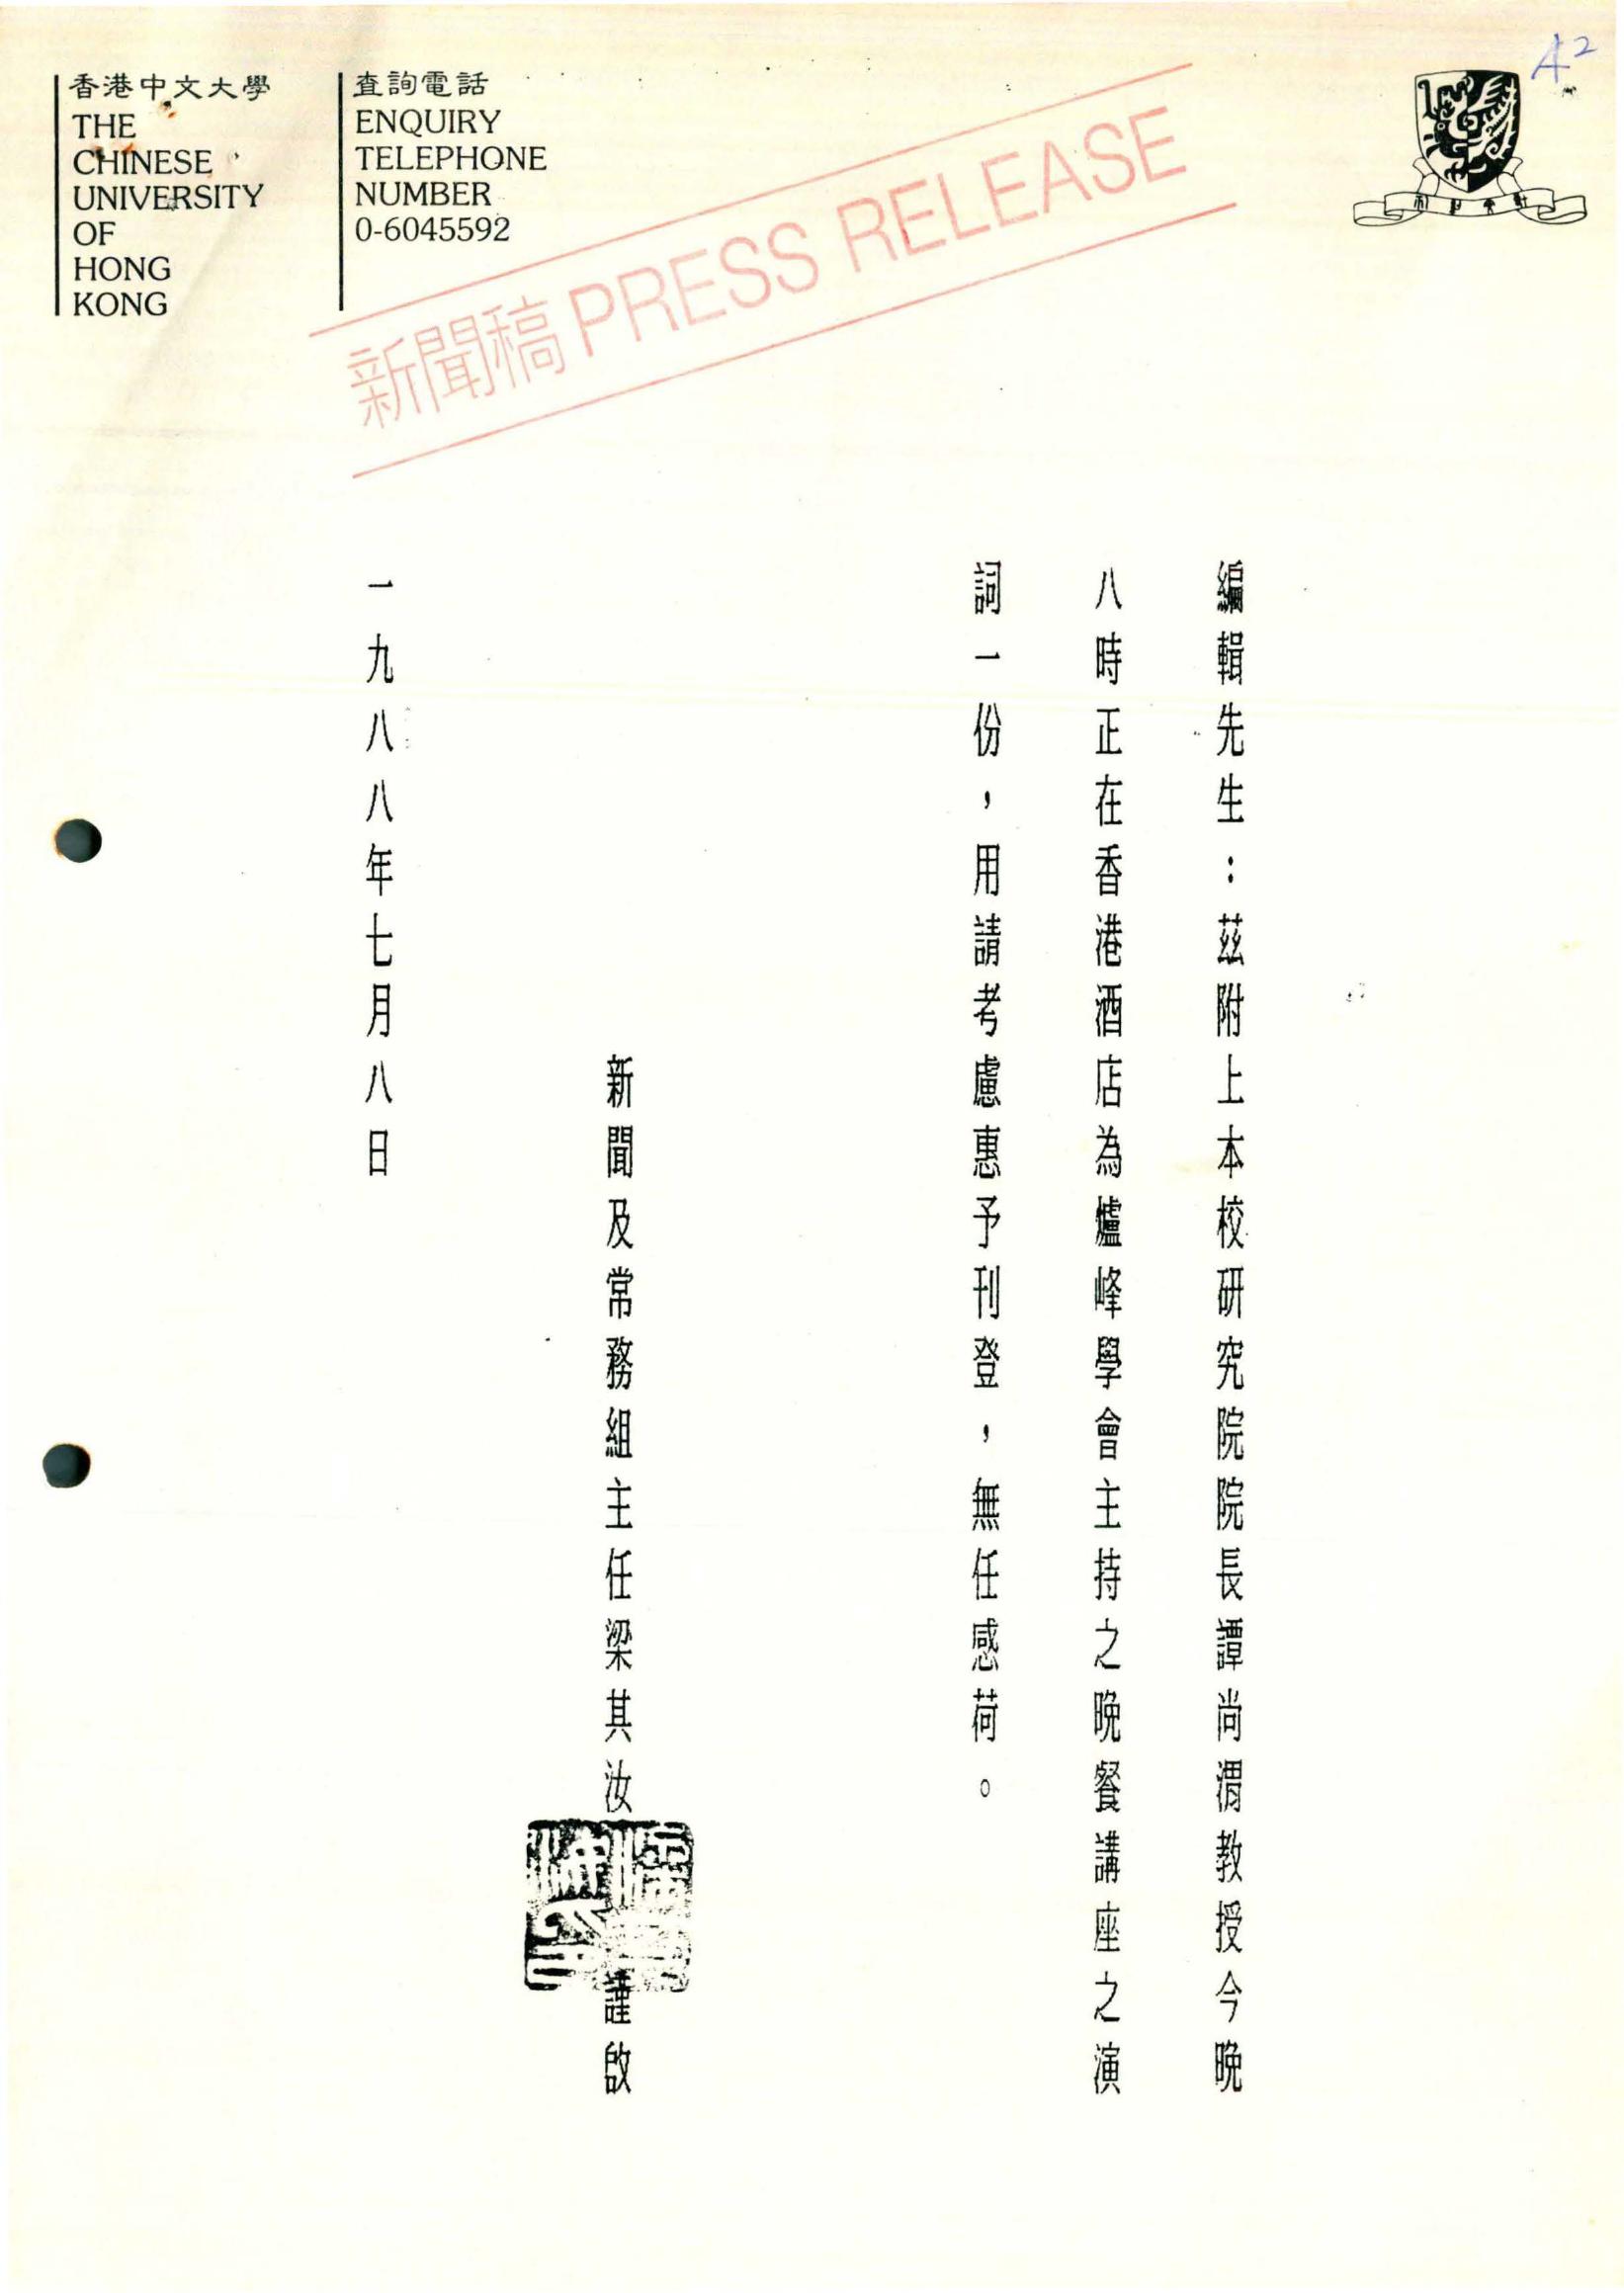 香港中文大學
THE
CHINESE
UNIVERSITY
OF
HONG
KONG
查詢電話
ENQUIRY
TELEPHONE
NUMBER
0-6045592
A2
新聞稿 PRESS RELEASE
編輯先生：茲附上本校研究院院長譚尚渭教授今晚
八時正在香港酒店為爐峰學會主持之晚餐講座之演
詞一份，用請考慮惠予刊登，無任感荷。
新聞及常務組主任梁其汝謹啟
一九八八年七月八日